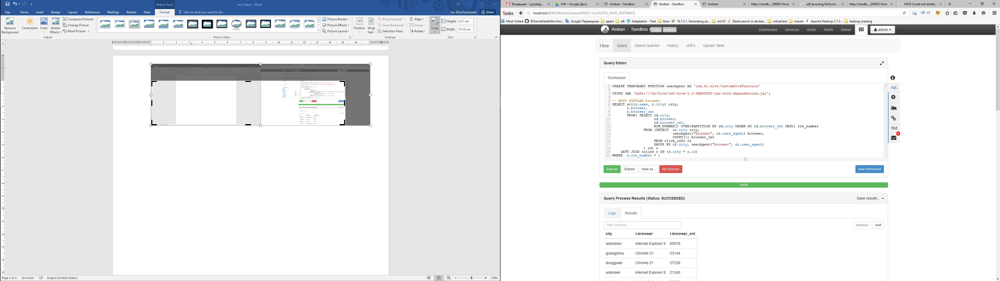 Picture Tools
hw-3.docx - Word
File Home Insert Design Layout References Mailings Review View Format Tell me what you want to do...
Lev Khacheresiantc Share
Remove Background
Corrections Color Artistic Effects
Compress Pictures
Change Picture
Reset Picture
Adjust
Picture Styles
Picture Border
Picture Effects
Picture Layout
Position Wrap Text
Bring Forward
Send Backward
Selection Pane
Align
Group
Rotate
Arrange
Crop
Height: 3.51 cm
Width: 15.16 cm
Size
Page 2 of 2 20 words English (United States)
130%
Входящие - l.g.balag... HW – Google Диск Ambari - Sandbox Ambari - Sandbox Ambari http://sandb..._000001/hive udf java.lang.NoSuch... http://sandb..._000001/hive H020 Could not establ...
Yandex localhost:8080/#/main/views/HIVE/1.0.0/AUTO_HIVE_INSTANCE
17
Most Visited SFGameDataEditor/bin... Google Переводчик epam elk Adaptation - Task linux 18.7.3.1. Generating an... win10 Elasticsearch in docker... virtual box maven Apache Hadoop 2.7.2 – hadoop_training
Ambari Sandbox 0 ops 0 alerts Dashboard Services Hosts Alerts Admin admin
Hive Query Saved Queries History UDFs Upload Table
Query Editor
Worksheet
1 CREATE TEMPORARY FUNCTION userAgent AS 'com.ki.hive.CustomHiveFunction'
2
3 USING JAR 'hdfs:///hw/hive/udf-hive-1.0-SNAPSHOT-jar-with-dependencies.jar';
4
5 -- MOST POPULAR browser
6 SELECT nvl(c.name, r.city) city,
7 r.browser,
8 r.browser_cnt
9 FROM( SELECT cd.city,
10 cd.browser,
11 cd.browser_cnt,
12 ROW_NUMBER() OVER(PARTITION BY cd.city ORDER BY cd.browser_cnt DESC) row_number
13 FROM (SELECT ci.city city,
14 userAgent("browser", ci.user_agent) browser,
15 COUNT(1) browser_cnt
16 FROM click_info ci
17 GROUP BY ci.city, userAgent("browser", ci.user_agent)
18 ) cd) r
19 LEFT JOIN cities c ON (r.city = c.id)
20 WHERE r.row_number = 1
SQL
TEZ
5
Execute Explain Save as... Kill Session New Worksheet
100%
Query Process Results (Status: SUCCEEDED) Save results...
Logs Results
Filter columns... previous next
city r.browser r.browser_cnt
shenzhen Internet Explorer 8 60079
guangzhou Chrome 21 53144
dongguan Chrome 21 27229
unknown Internet Explorer 8 21340